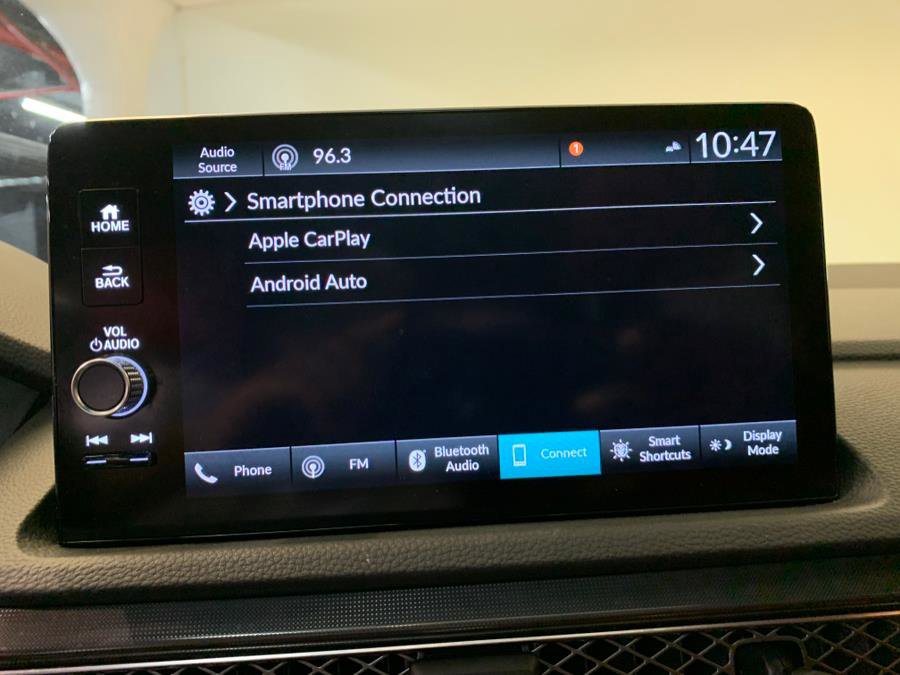 Audio
Source
FM
96.3
1
10:47
Smartphone Connection
HOME
Apple CarPlay
BACK
Android Auto
VOL
AUDIO
Phone
FM
Bluetooth
Audio
Connect
Smart
Shortcuts
Display
Mode